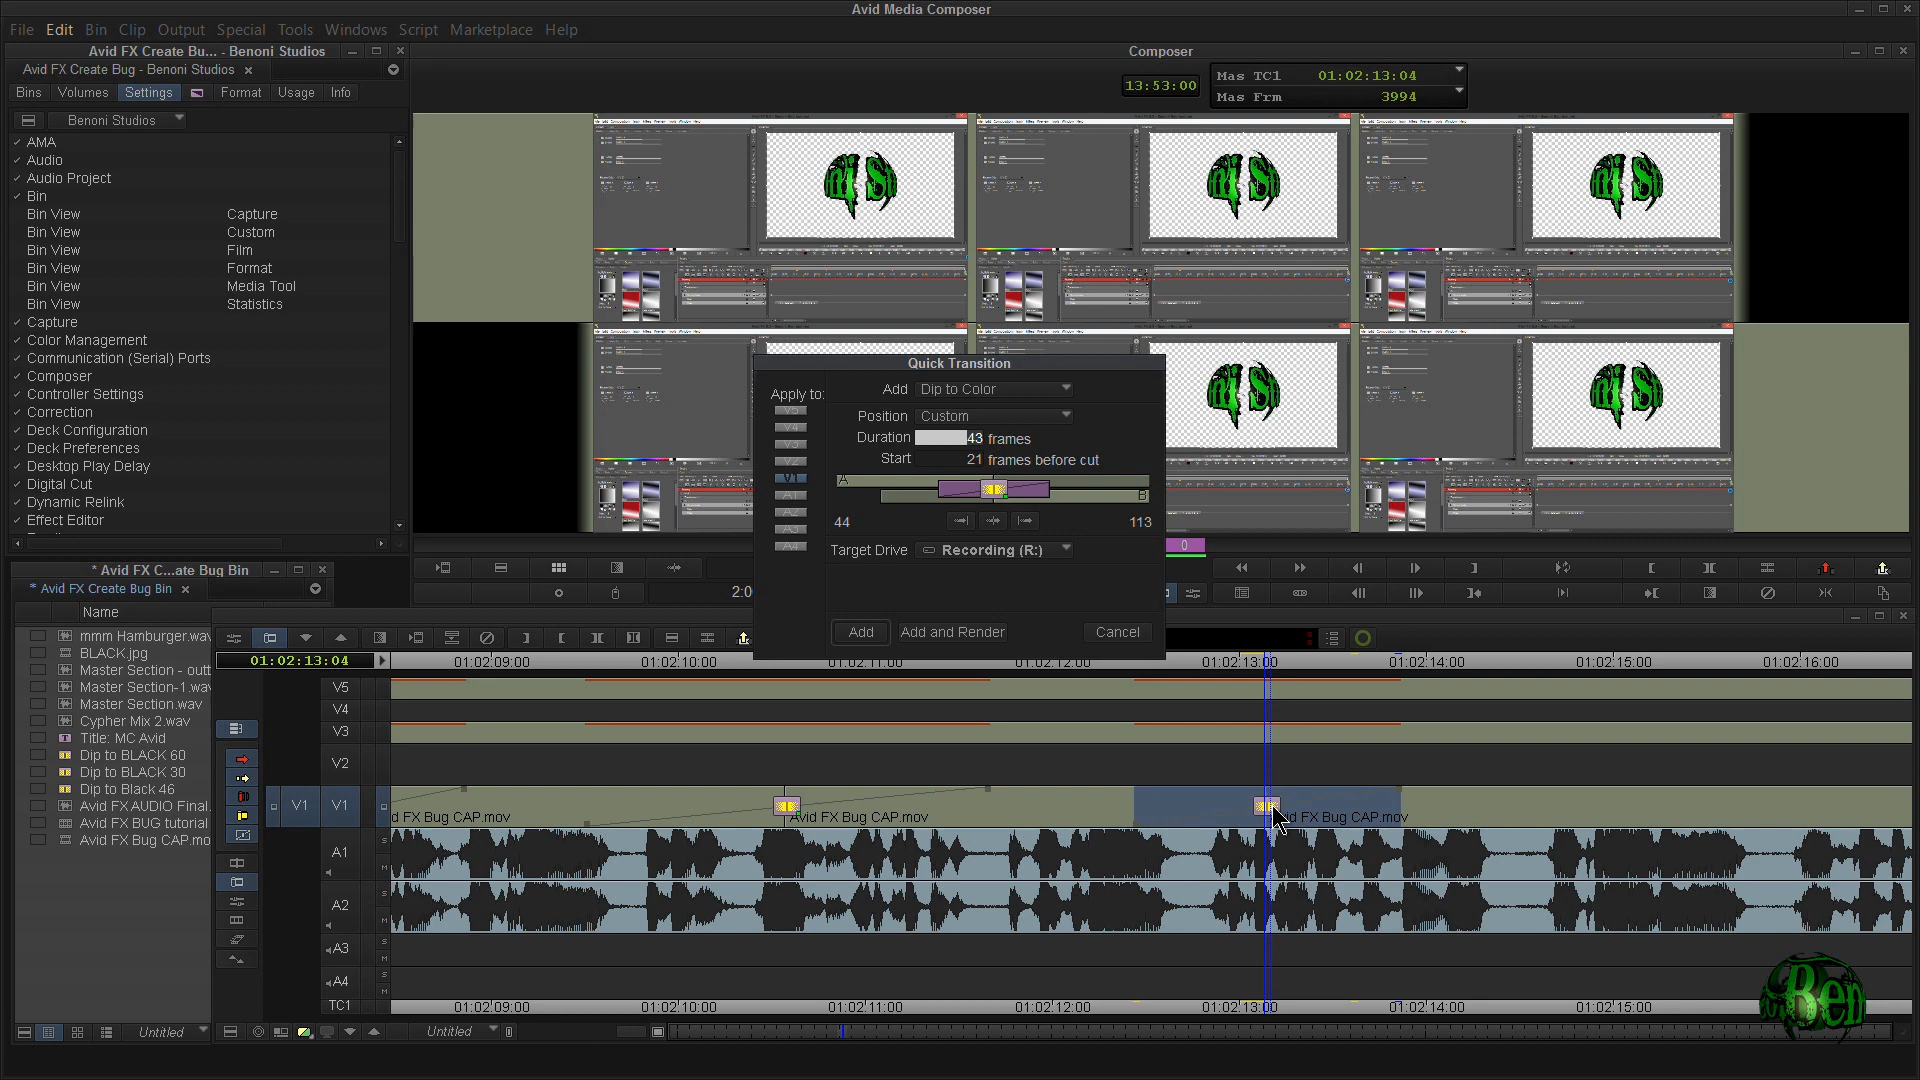 Avid Media Composer
File Edit Bin Clip Output Special Tools Windows Script Marketplace Help
Avid FX Create Bu... - Benoni Studios
Composer
Avid FX Create Bug - Benoni Studios
Mas TC1 01:02:13:04
13:53:00
Mas Frm 3994
Bins Volumes Settings Format Usage Info
Benoni Studios
AMA
Audio
Audio Project
Bin
Bin View Capture
Bin View Custom
Bin View Film
Bin View Format
Bin View Media Tool
Bin View Statistics
Capture
Color Management
Communication (Serial) Ports
Composer
Controller Settings
Correction
Deck Configuration
Deck Preferences
Desktop Play Delay
Digital Cut
Dynamic Relink
Effect Editor
Quick Transition
Apply to:
V5
V4
V3
V2
V1
A1
A2
A3
A4
Add Dip to Color
Position Custom
Duration 43 frames
Start 21 frames before cut
A
B
44 113
Target Drive Recording (R:)
Add Add and Render Cancel
0
2:0
* Avid FX C...ate Bug Bin
* Avid FX Create Bug Bin
Name
mmm Hamburger.wav
BLACK.jpg
Master Section - outt
Master Section-1.wav
Master Section.wav
Cypher Mix 2.wav
Title: MC Avid
Dip to BLACK 60
Dip to BLACK 30
Dip to Black 46
Avid FX AUDIO Final.
Avid FX BUG tutorial
Avid FX Bug CAP.mo
Untitled
01:02:13:04
01:02:09:00 01:02:10:00 01:02:11:00 01:02:12:00 01:02:13:00 01:02:14:00 01:02:15:00 01:02:16:00
V5
V4
V3
V2
V1 V1
d FX Bug CAP.mov Avid FX Bug CAP.mov id FX Bug CAP.mov
A1
A2
A3
A4
S
M
S
M
S
M
S
M
TC1
01:02:09:00 01:02:10:00 01:02:11:00 01:02:12:00 01:02:13:00 01:02:14:00 01:02:15:00
Untitled
Ben